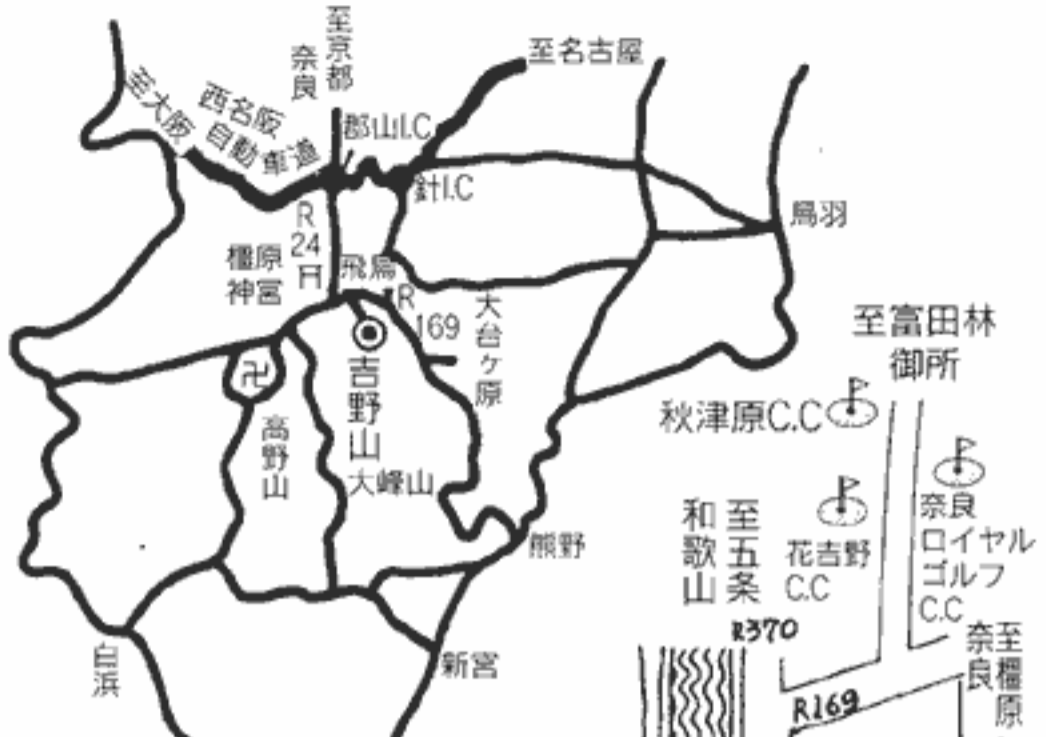 至京都
奈良
至名古屋
至大阪
西名阪
自動車道
郡山I.C
針I.C
R
24
橿原
神宮
飛鳥
R
169
大台ヶ原
鳥羽
吉野山
卍
高野山
大峰山
熊野
白浜
新宮
至富田林
御所
秋津原C.C
奈良
ロイヤル
ゴルフ
C.C
花吉野
C.C
至五条
和歌山
R370
至橿原
奈良
R169